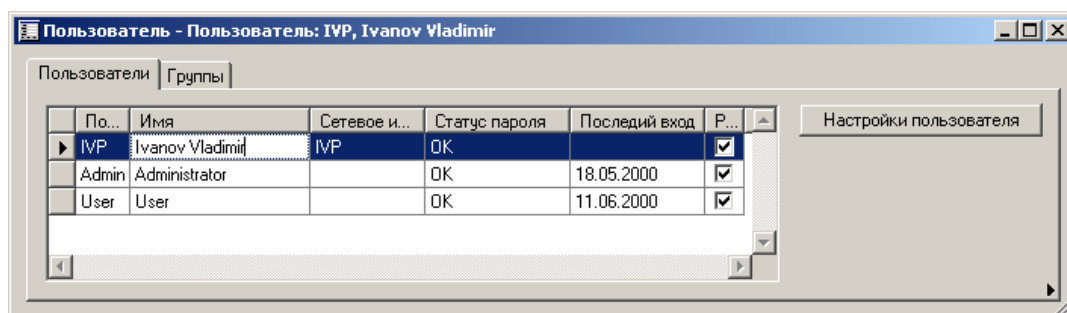 Пользователь - Пользователь: IVP, Ivanov Vladimir
Пользователи Группы
По... Имя Сетевое и... Статус пароля Последий вход Р... Настройки пользователя
IVP Ivanov Vladimir IVP OK
Admin Administrator OK 18.05.2000
User User OK 11.06.2000